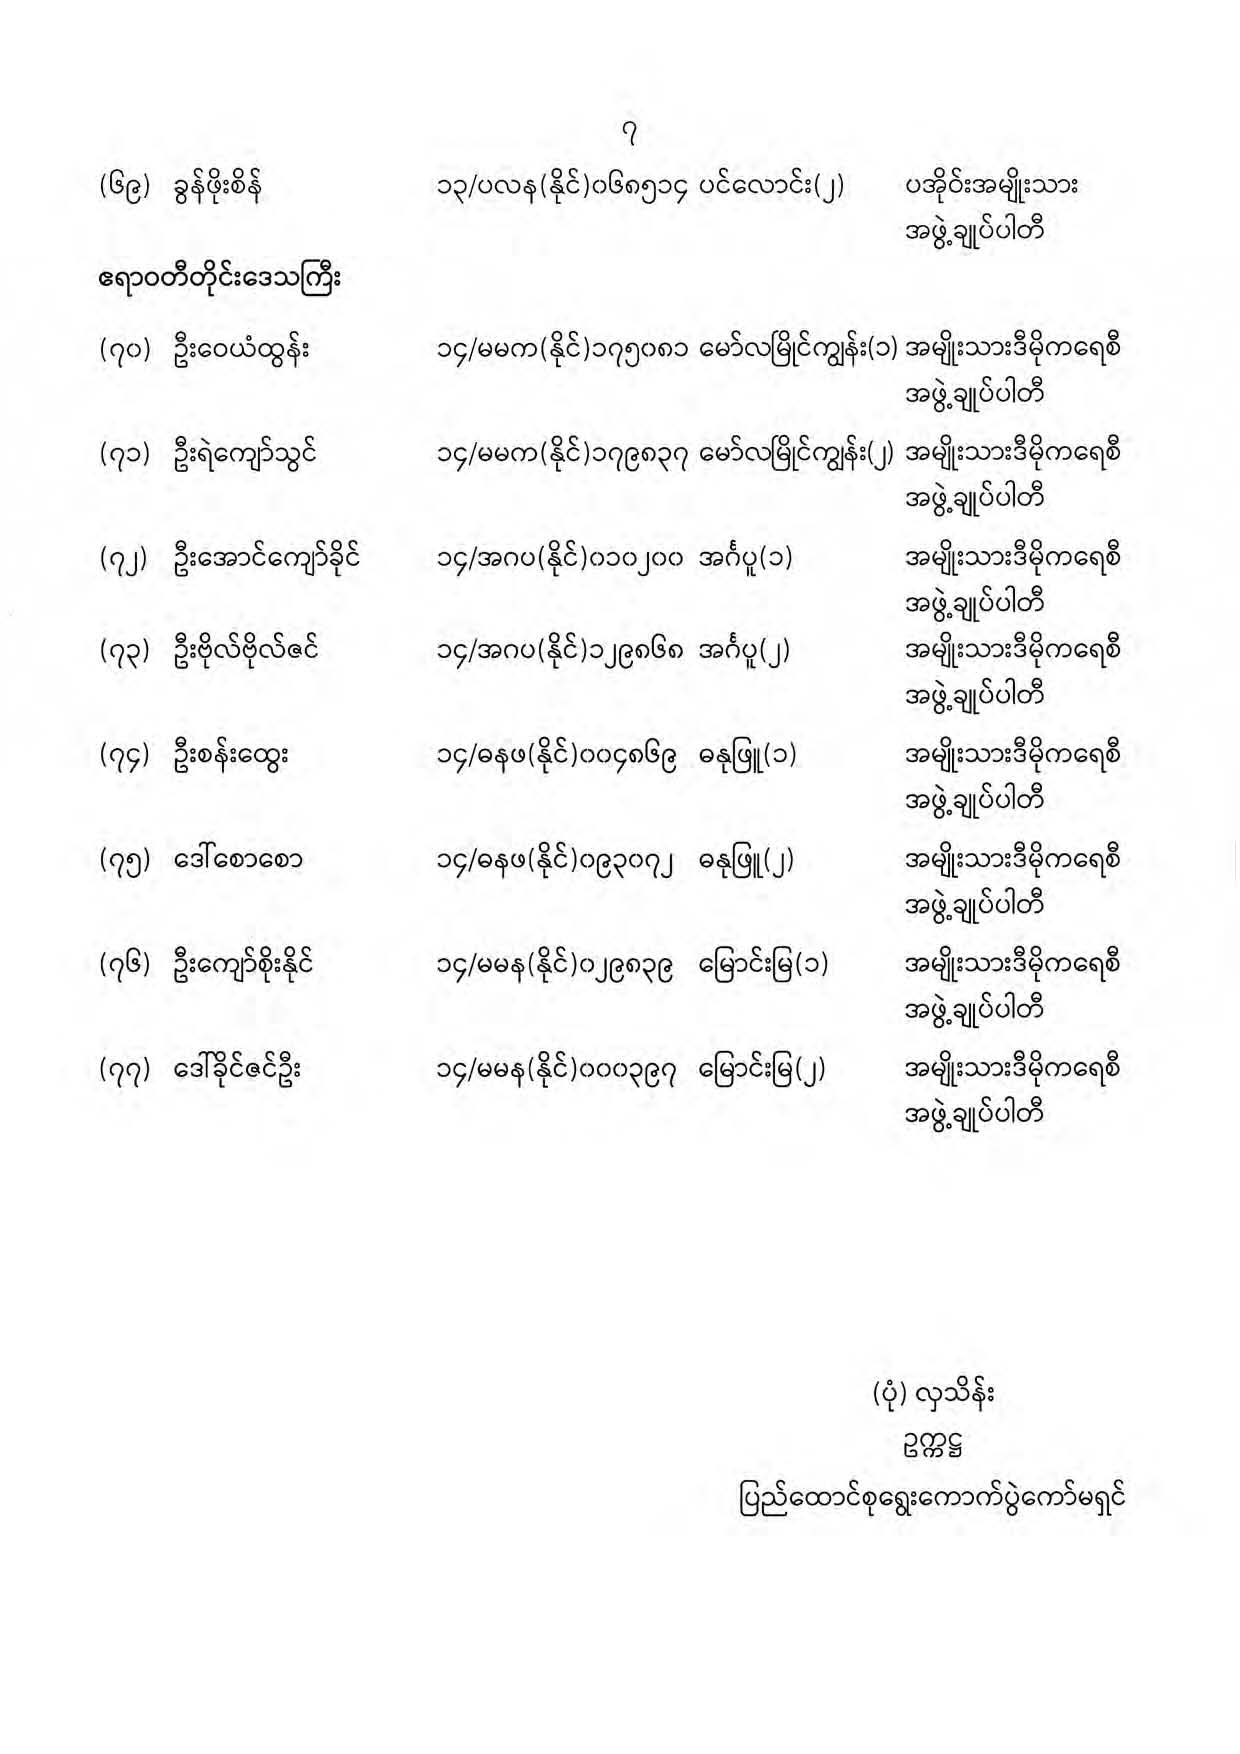 ၇
(၆၉) ခွန်ဖိုးစိန် ၁၃/ပလန(နိုင်)၀၆၈၅၁၄ ပင်လောင်း(၂) ပအိုဝ်းအမျိုးသား
အဖွဲ့ချုပ်ပါတီ
ဧရာဝတီတိုင်းဒေသကြီး
(၇၀) ဦးဝေယံထွန်း ၁၄/မမက(နိုင်)၁၇၅၀၈၁ မော်လမြိုင်ကျွန်း(၁) အမျိုးသားဒီမိုကရေစီ
အဖွဲ့ချုပ်ပါတီ
(၇၁) ဦးရဲကျော်သွင် ၁၄/မမက(နိုင်)၁၇၉၈၃၇ မော်လမြိုင်ကျွန်း(၂) အမျိုးသားဒီမိုကရေစီ
အဖွဲ့ချုပ်ပါတီ
(၇၂) ဦးအောင်ကျော်ခိုင် ၁၄/အဂပ(နိုင်)၀၁၀၂၀၀ အင်္ဂပူ(၁) အမျိုးသားဒီမိုကရေစီ
အဖွဲ့ချုပ်ပါတီ
(၇၃) ဦးဗိုလ်ဗိုလ်ဇင် ၁၄/အဂပ(နိုင်)၁၂၉၈၆၈ အင်္ဂပူ(၂) အမျိုးသားဒီမိုကရေစီ
အဖွဲ့ချုပ်ပါတီ
(၇၄) ဦးစန်းထွေး ၁၄/ဓနဖ(နိုင်)၀၀၄၈၆၉ ဓနုဖြူ(၁) အမျိုးသားဒီမိုကရေစီ
အဖွဲ့ချုပ်ပါတီ
(၇၅) ဒေါ်စောစော ၁၄/ဓနဖ(နိုင်)၀၉၃၀၇၂ ဓနုဖြူ(၂) အမျိုးသားဒီမိုကရေစီ
အဖွဲ့ချုပ်ပါတီ
(၇၆) ဦးကျော်စိုးနိုင် ၁၄/မမန(နိုင်)၀၂၉၈၃၉ မြောင်းမြ(၁) အမျိုးသားဒီမိုကရေစီ
အဖွဲ့ချုပ်ပါတီ
(၇၇) ဒေါ်ခိုင်ဇင်ဦး ၁၄/မမန(နိုင်)၀၀၀၃၉၇ မြောင်းမြ(၂) အမျိုးသားဒီမိုကရေစီ
အဖွဲ့ချုပ်ပါတီ
(ပုံ) လှသိန်း
ဥက္ကဋ္ဌ
ပြည်ထောင်စုရွေးကောက်ပွဲကော်မရှင်